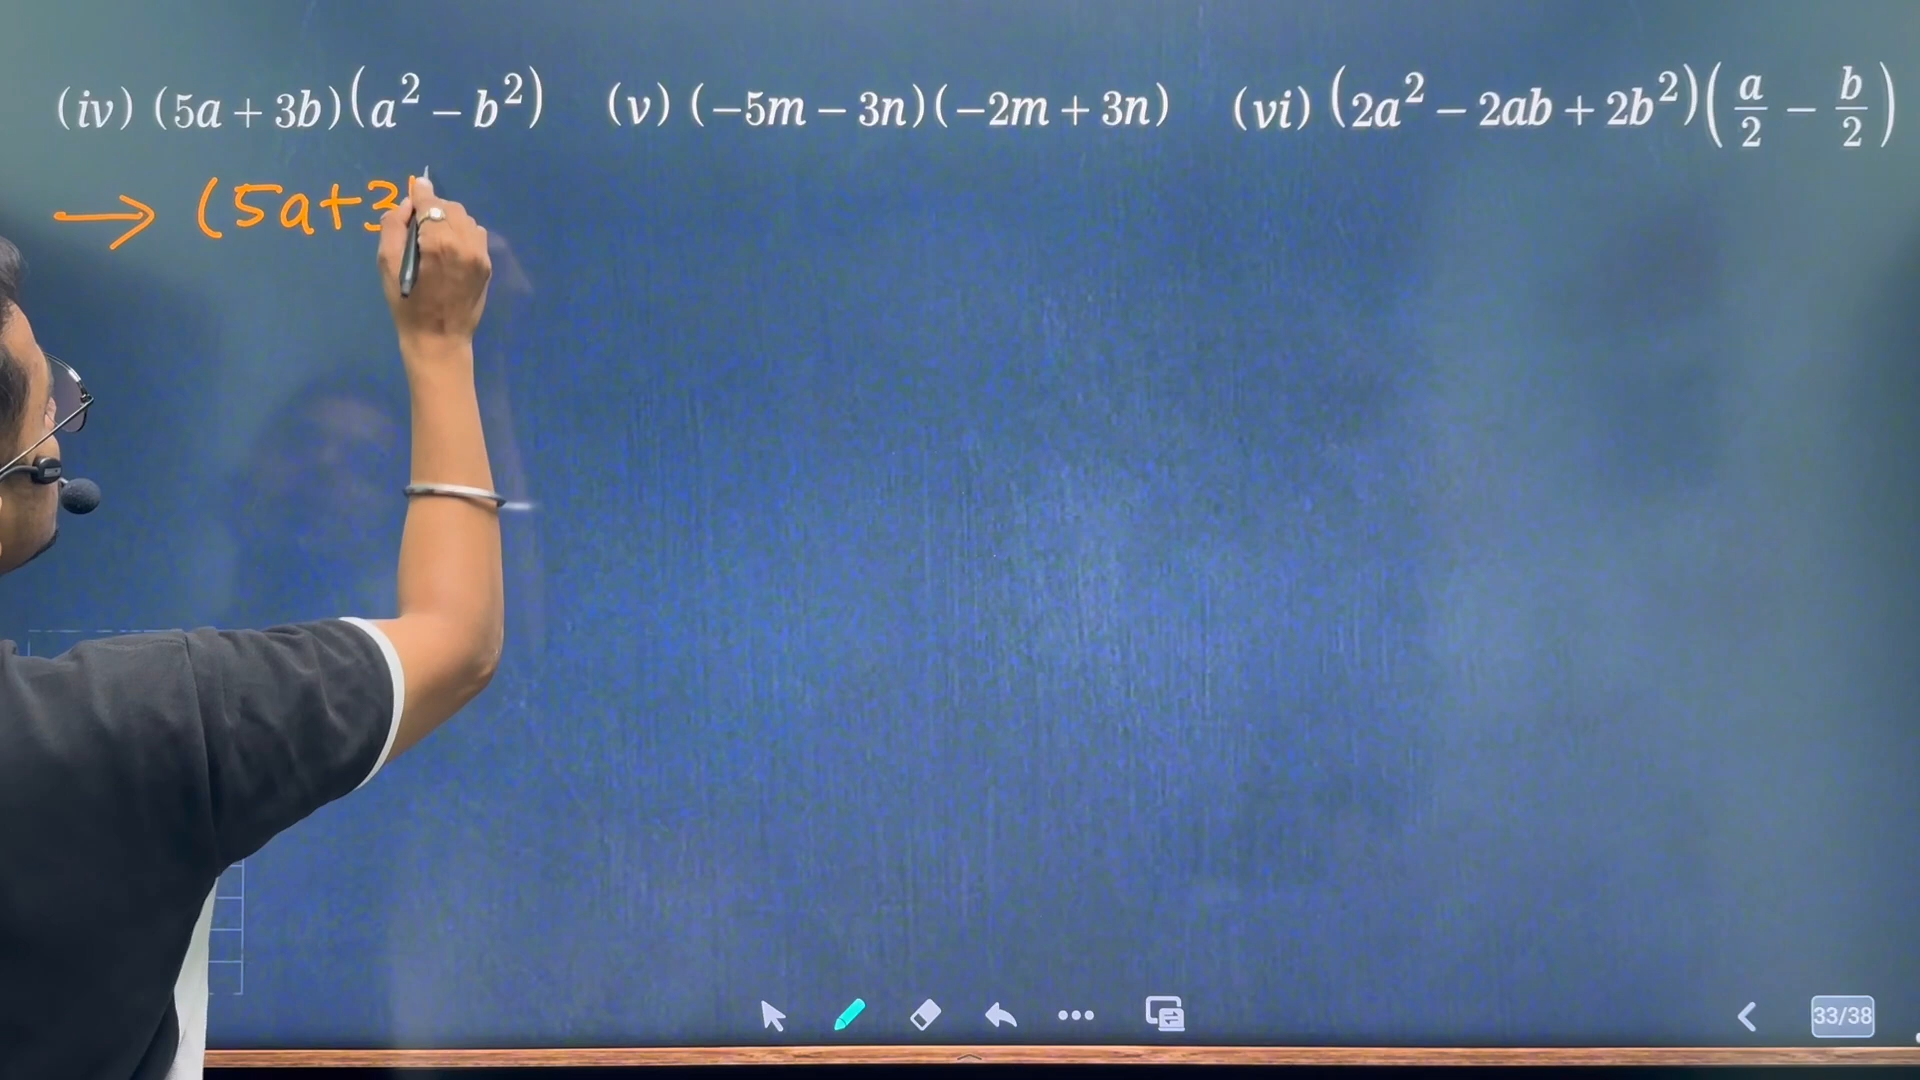 (iv) (5a + 3b)(a² − b²) (v) (−5m − 3n)(−2m + 3n) (vi) (2a² − 2ab + 2b²)(a/2 − b/2)
→ (5a+3
33/38